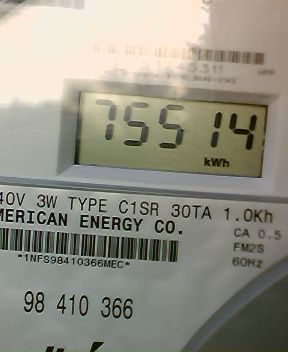 75514
kWh
40V 3W TYPE C1SR 30TA 1.0Kh
MERICAN ENERGY CO.
CA 0.5
FM2S
*1NFS98410366MEC*
60Hz
98 410 366